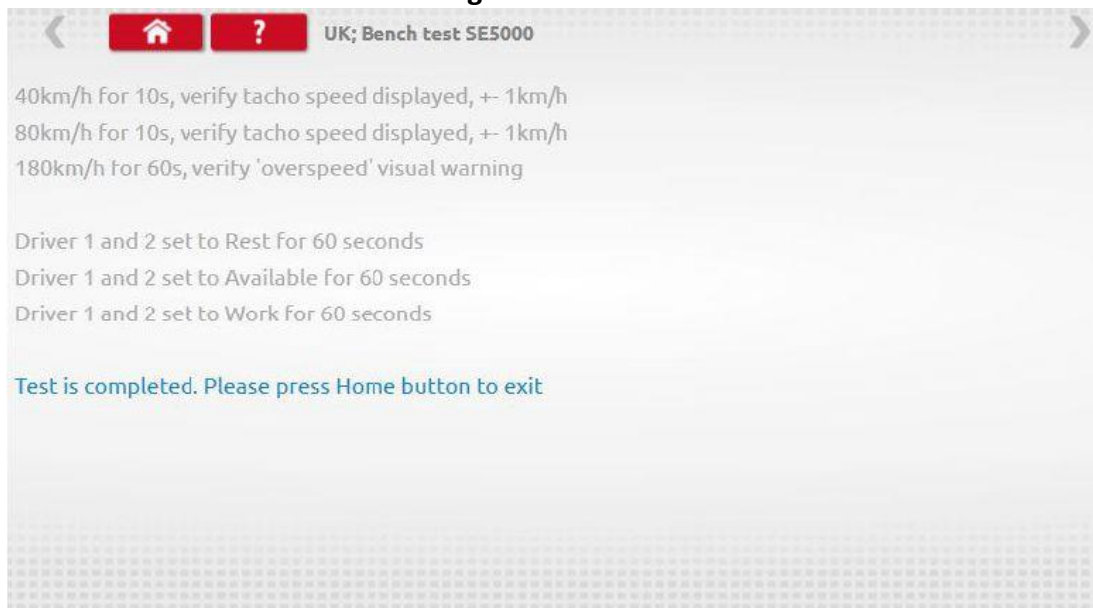 ?
UK; Bench test SE5000
40km/h for 10s, verify tacho speed displayed, +- 1km/h
80km/h for 10s, verify tacho speed displayed, +- 1km/h
180km/h for 60s, verify 'overspeed' visual warning
Driver 1 and 2 set to Rest for 60 seconds
Driver 1 and 2 set to Available for 60 seconds
Driver 1 and 2 set to Work for 60 seconds
Test is completed. Please press Home button to exit